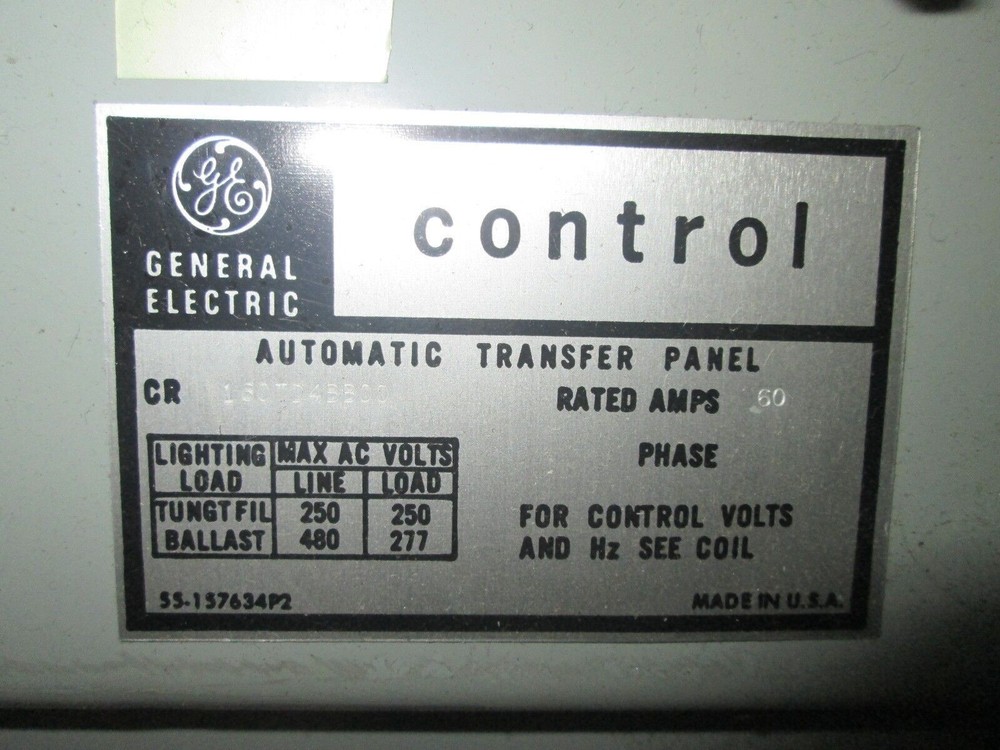 GE
GENERAL
ELECTRIC
control
AUTOMATIC TRANSFER PANEL
CR
RATED AMPS 60
LIGHTING LOAD MAX AC VOLTS
LINE LOAD
TUNGT FIL 250 250
BALLAST 480 277
PHASE
FOR CONTROL VOLTS
AND Hz SEE COIL
55-157634P2
MADE IN U.S.A.